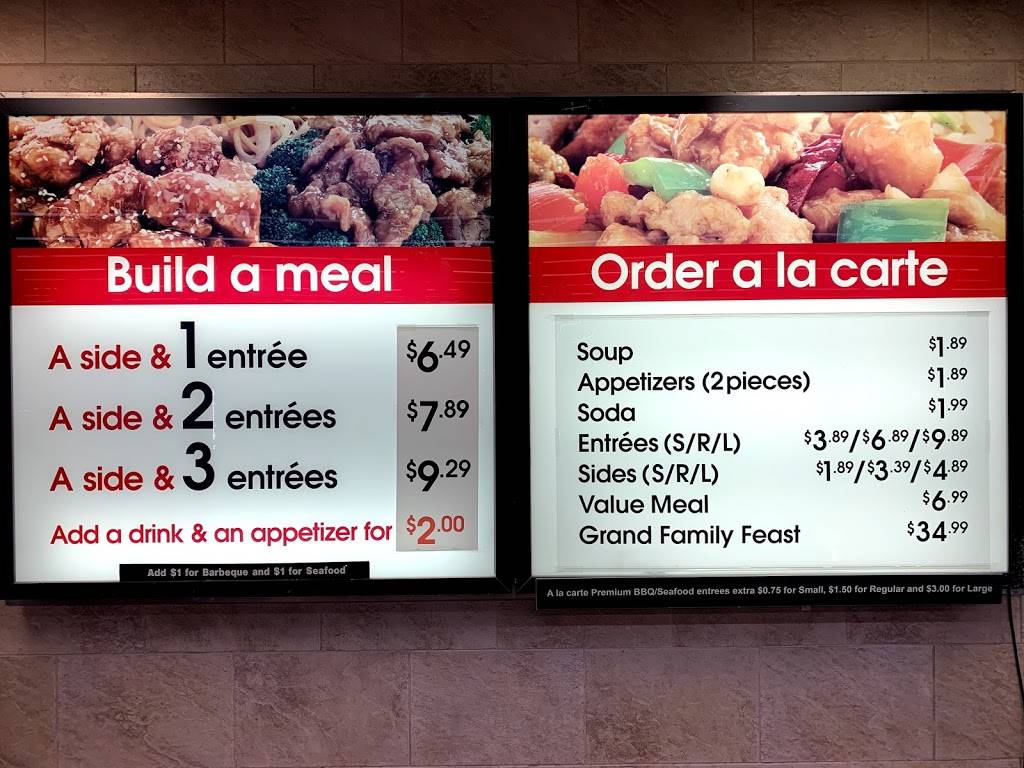 Build a meal
A side & 1 entrée $6.49
A side & 2 entrées $7.89
A side & 3 entrées $9.29
Add a drink & an appetizer for $2.00
Add $1 for Barbeque and $1 for Seafood
Order a la carte
Soup $1.89
Appetizers (2 pieces) $1.89
Soda $1.99
Entrées (S/R/L) $3.89/$6.89/$9.89
Sides (S/R/L) $1.89/$3.39/$4.89
Value Meal $6.99
Grand Family Feast $34.99
A la carte Premium BBQ/Seafood entrees extra $0.75 for Small, $1.50 for Regular and $3.00 for Large